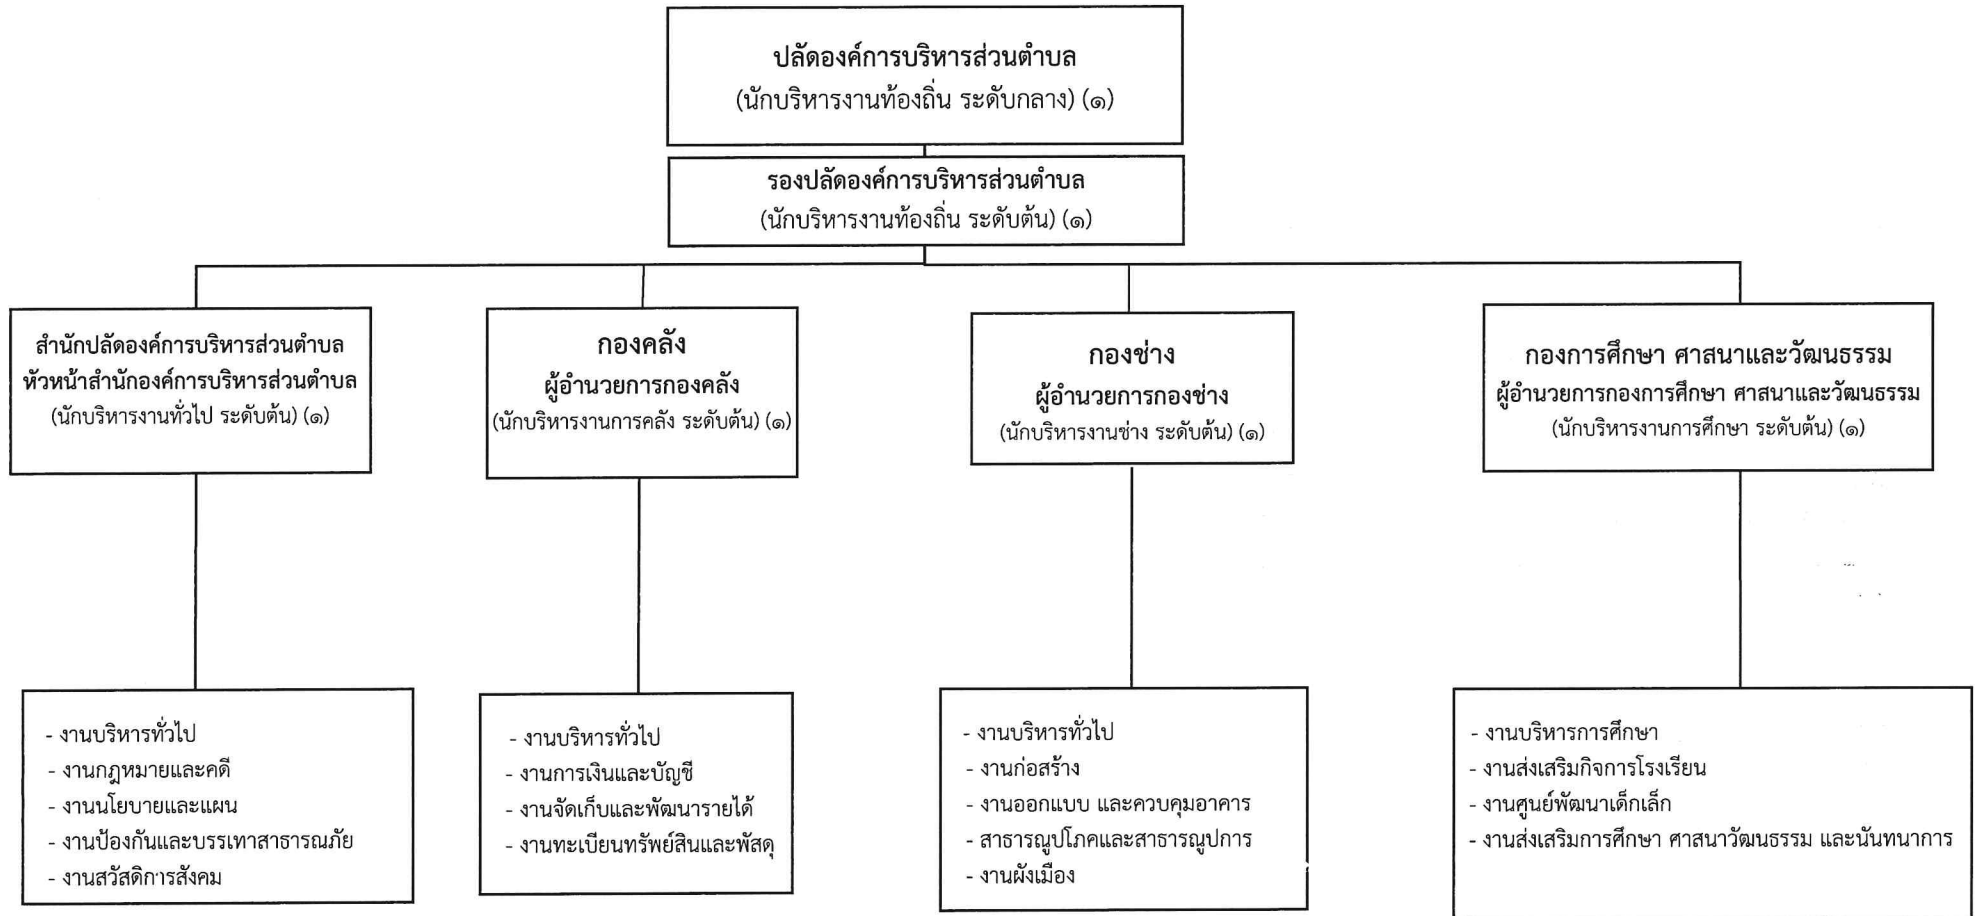 ปลัดองค์การบริหารส่วนตำบล
(นักบริหารงานท้องถิ่น ระดับกลาง) (๑)
รองปลัดองค์การบริหารส่วนตำบล
(นักบริหารงานท้องถิ่น ระดับต้น) (๑)
สำนักปลัดองค์การบริหารส่วนตำบล
หัวหน้าสำนักองค์การบริหารส่วนตำบล
(นักบริหารงานทั่วไป ระดับต้น) (๑)
กองคลัง
ผู้อำนวยการกองคลัง
(นักบริหารงานการคลัง ระดับต้น) (๑)
กองช่าง
ผู้อำนวยการกองช่าง
(นักบริหารงานช่าง ระดับต้น) (๑)
กองการศึกษา ศาสนาและวัฒนธรรม
ผู้อำนวยการกองการศึกษา ศาสนาและวัฒนธรรม
(นักบริหารงานการศึกษา ระดับต้น) (๑)
- งานบริหารทั่วไป
- งานกฎหมายและคดี
- งานนโยบายและแผน
- งานป้องกันและบรรเทาสาธารณภัย
- งานสวัสดิการสังคม
- งานบริหารทั่วไป
- งานการเงินและบัญชี
- งานจัดเก็บและพัฒนารายได้
- งานทะเบียนทรัพย์สินและพัสดุ
- งานบริหารทั่วไป
- งานก่อสร้าง
- งานออกแบบ และควบคุมอาคาร
- สาธารณูปโภคและสาธารณูปการ
- งานผังเมือง
- งานบริหารการศึกษา
- งานส่งเสริมกิจการโรงเรียน
- งานศูนย์พัฒนาเด็กเล็ก
- งานส่งเสริมการศึกษา ศาสนาวัฒนธรรม และนันทนาการ